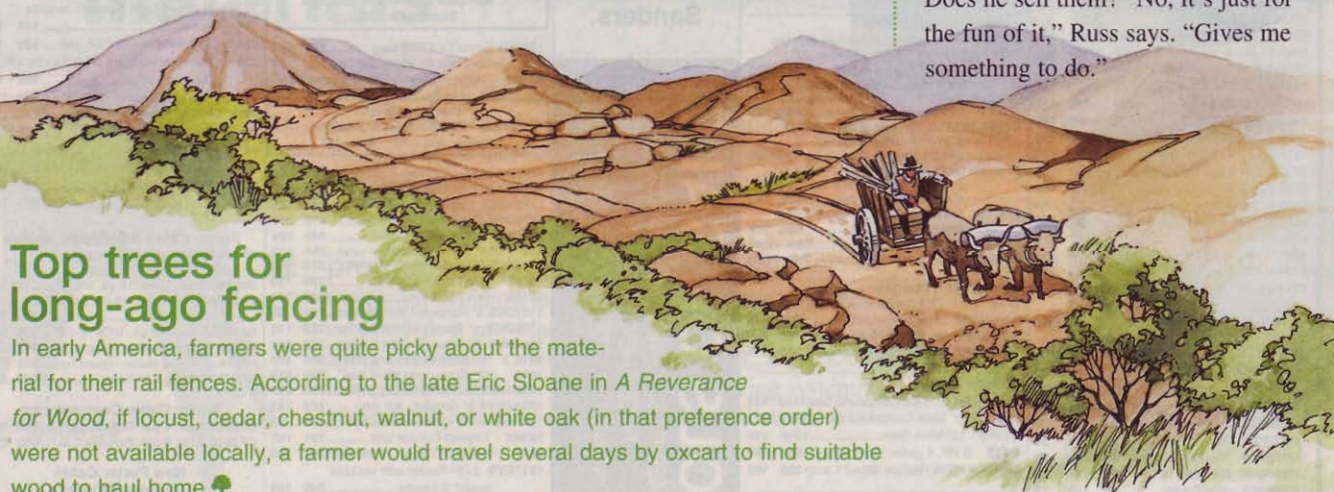 Does he sell them? "No, it's just for
the fun of it," Russ says. "Gives me
something to do."
Top trees for
long-ago fencing
In early America, farmers were quite picky about the mate-
rial for their rail fences. According to the late Eric Sloane in A Reverance
for Wood, if locust, cedar, chestnut, walnut, or white oak (in that preference order)
were not available locally, a farmer would travel several days by oxcart to find suitable
wood to haul home